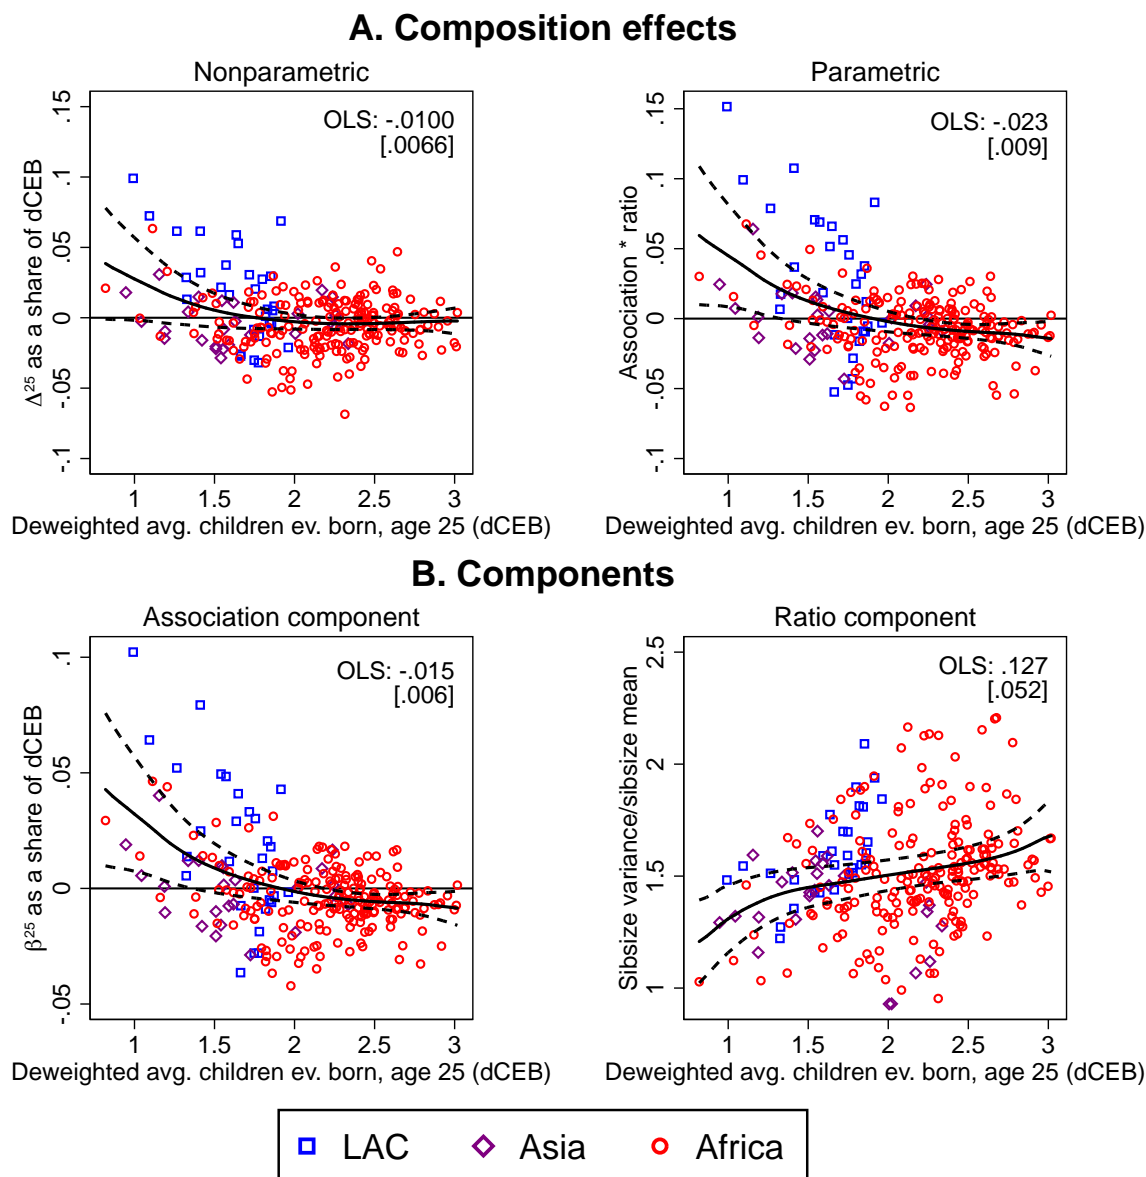 A. Composition effects
Nonparametric
Δ²⁵ as a share of dCEB
.15
.1
.05
0
-.05
-.1
OLS: -.0100
[.0066]
1 1.5 2 2.5 3
Deweighted avg. children ev. born, age 25 (dCEB)
Parametric
Association * ratio
.15
.1
.05
0
-.05
-.1
OLS: -.023
[.009]
1 1.5 2 2.5 3
Deweighted avg. children ev. born, age 25 (dCEB)
B. Components
Association component
β²⁵ as a share of dCEB
.1
.05
0
-.05
OLS: -.015
[.006]
1 1.5 2 2.5 3
Deweighted avg. children ev. born, age 25 (dCEB)
Ratio component
Sibsize variance/sibsize mean
2.5
2
1.5
1
OLS: .127
[.052]
1 1.5 2 2.5 3
Deweighted avg. children ev. born, age 25 (dCEB)
LAC Asia Africa